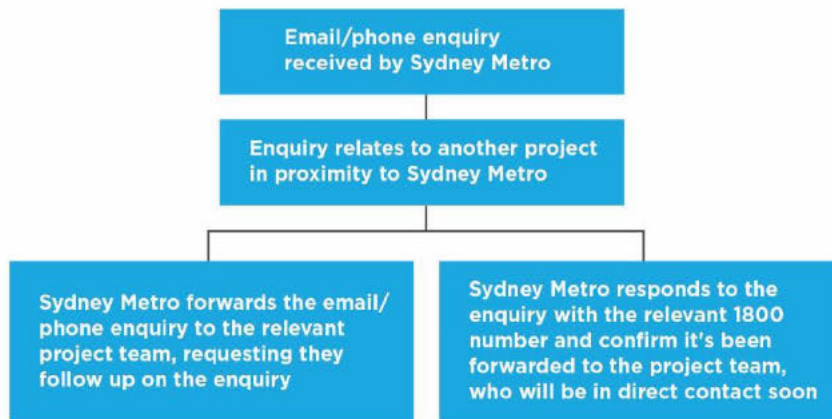 Email/phone enquiry
received by Sydney Metro
Enquiry relates to another project
in proximity to Sydney Metro
Sydney Metro forwards the email/
phone enquiry to the relevant
project team, requesting they
follow up on the enquiry
Sydney Metro responds to the
enquiry with the relevant 1800
number and confirm it's been
forwarded to the project team,
who will be in direct contact soon